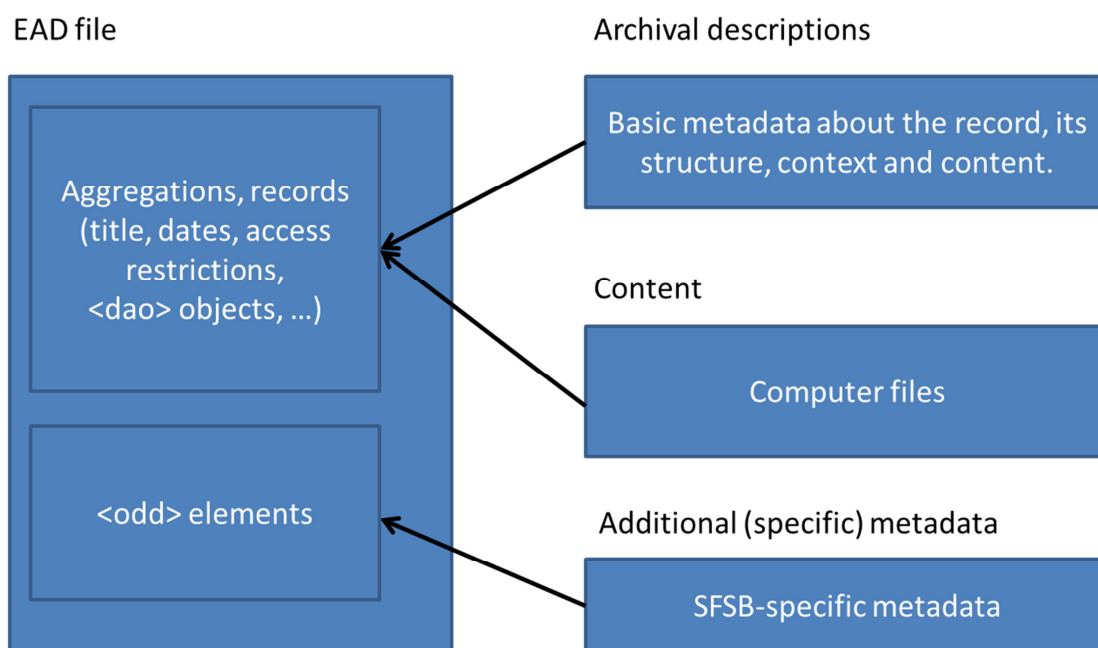 EAD file
Aggregations, records
(title, dates, access
restrictions,
<dao> objects, ...)
<odd> elements
Archival descriptions
Basic metadata about the record, its
structure, context and content.
Content
Computer files
Additional (specific) metadata
SFSB-specific metadata